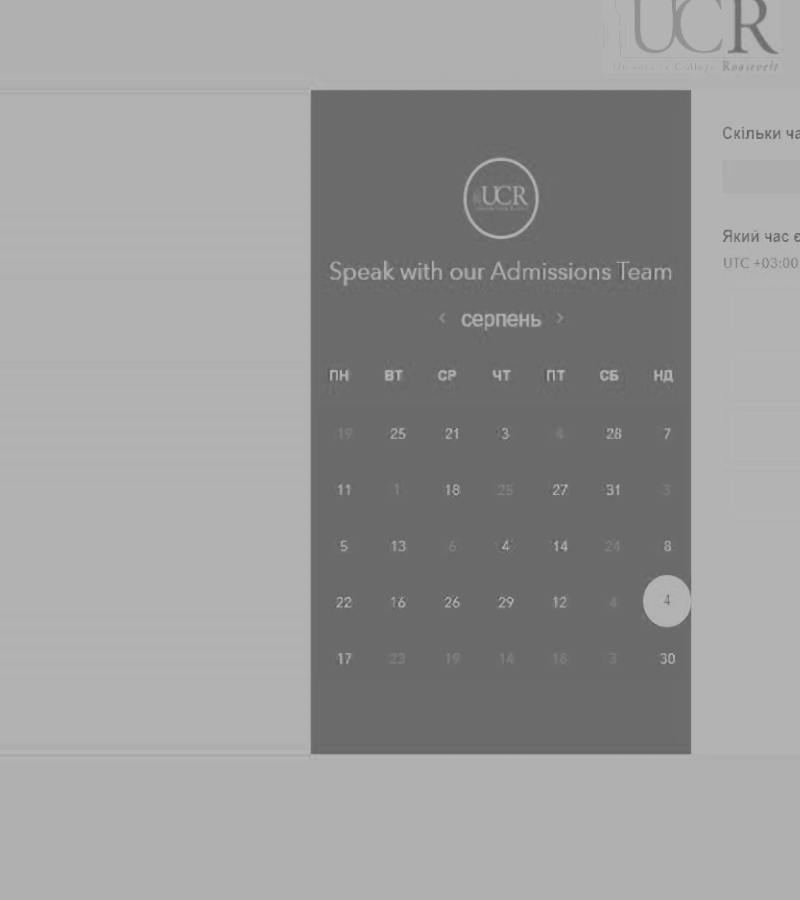 UCR
University College Roosevelt
UCR
Speak with our Admissions Team
< серпень >
ПН ВТ СР ЧТ ПТ СБ НД
19 25 21 3 4 28 7
11 1 18 25 27 31 3
5 13 6 4 14 24 8
22 16 26 29 12 4 4
17 23 19 14 18 3 30
Скільки ча
Який час є
UTC +03:00